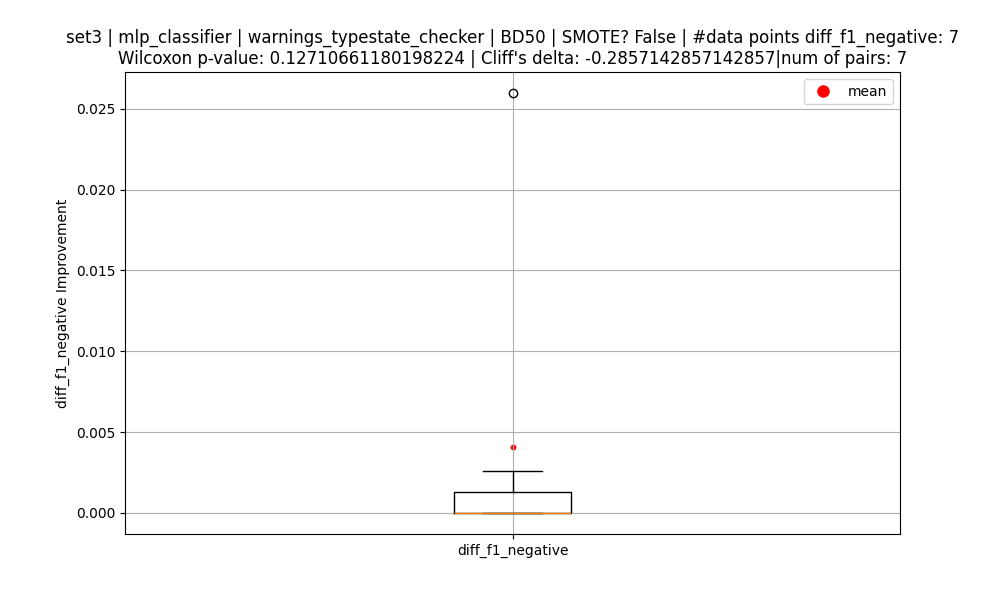 set3 | mlp_classifier | warnings_typestate_checker | BD50 | SMOTE? False | #data points diff_f1_negative: 7
Wilcoxon p-value: 0.12710661180198224 | Cliff's delta: -0.2857142857142857|num of pairs: 7
mean
0.025
0.020
0.015
0.010
0.005
0.000
diff_f1_negative Improvement
diff_f1_negative